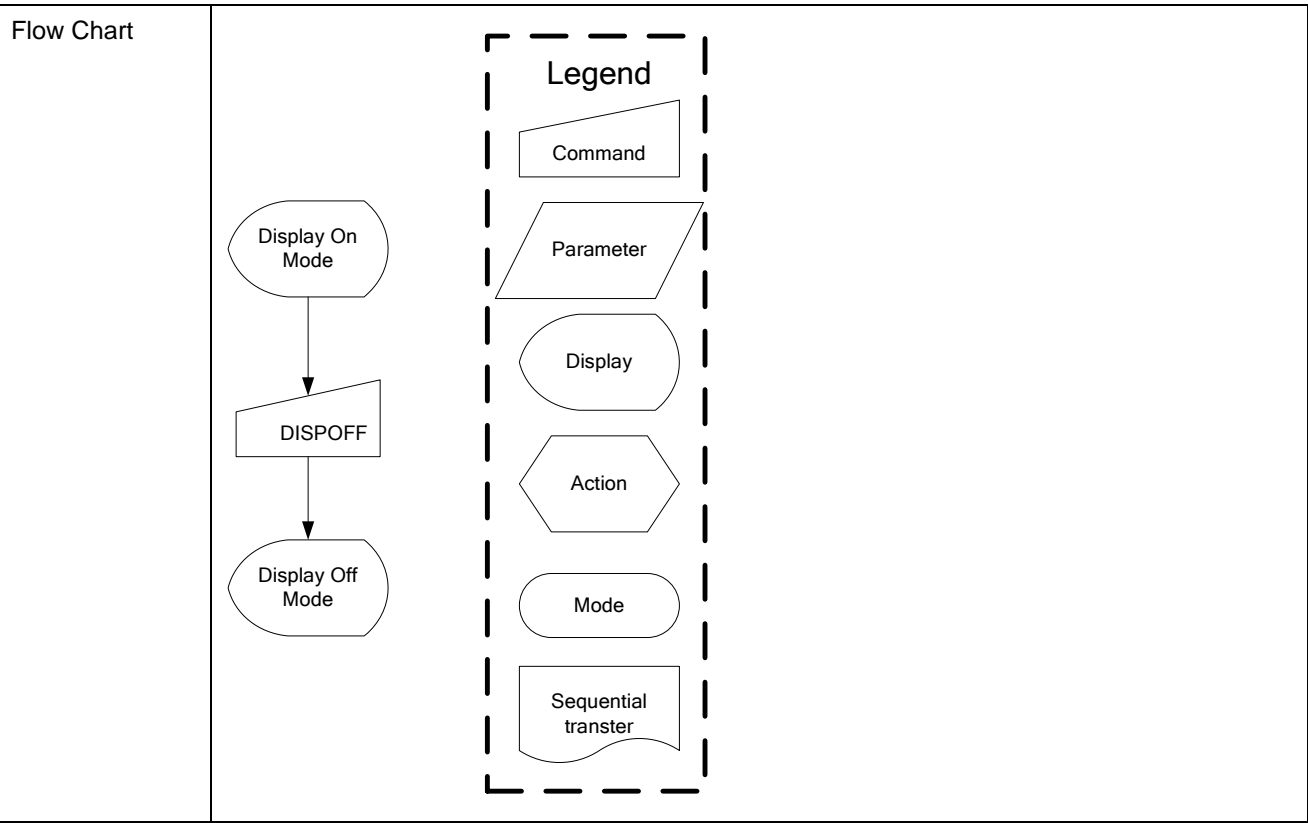 Flow Chart
Display On
Mode
DISPOFF
Display Off
Mode
Legend
Command
Parameter
Display
Action
Mode
Sequential
transter